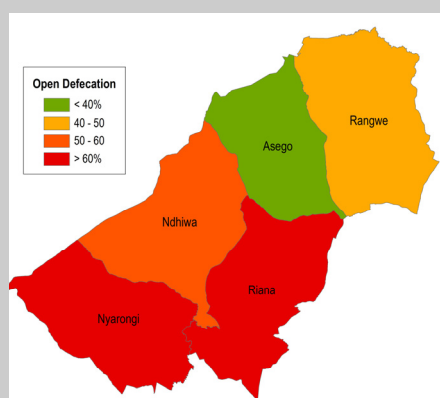 Open Defecation
< 40%
40 - 50
50 - 60
> 60%
Rangwe
Asego
Ndhiwa
Riana
Nyarongi